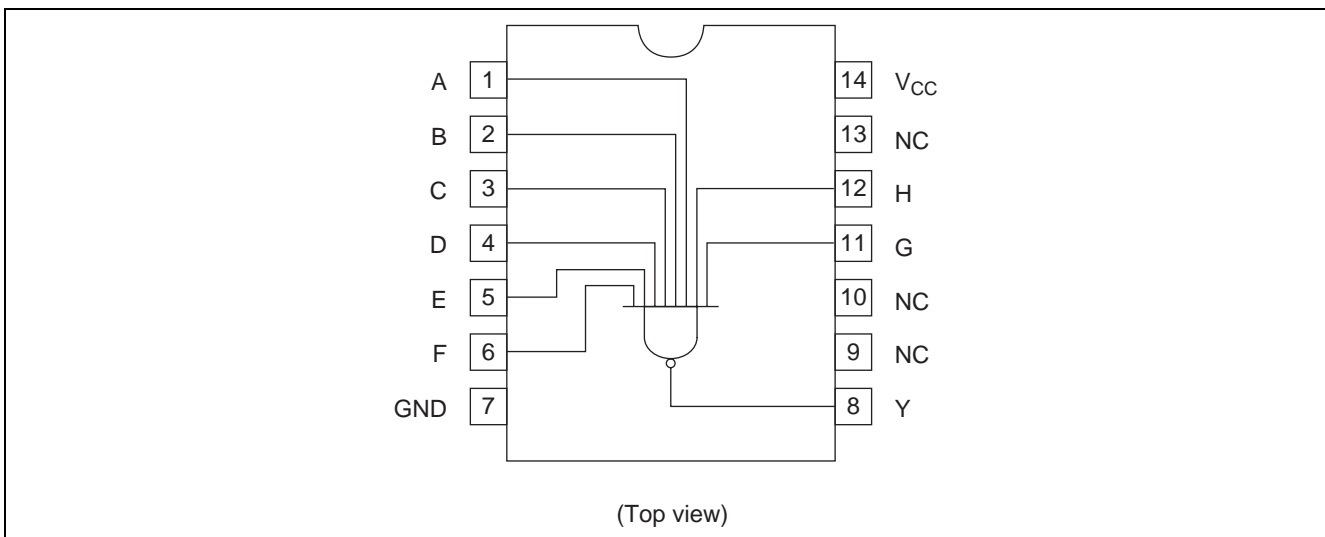 A 1 14 VCC
B 2 13 NC
C 3 12 H
D 4 11 G
E 5 10 NC
F 6 9 NC
GND 7 8 Y
(Top view)